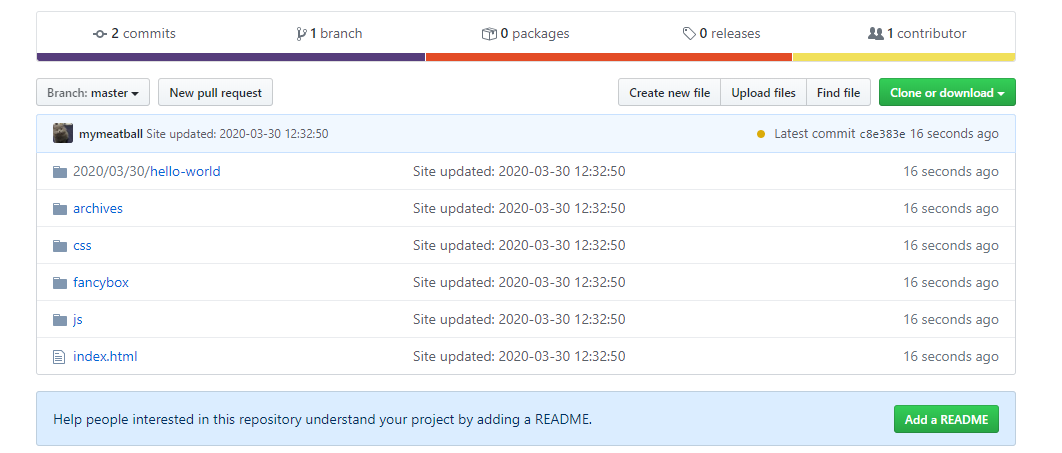 2 commits 1 branch 0 packages 0 releases 1 contributor
Branch: master New pull request Create new file Upload files Find file Clone or download
mymeatball Site updated: 2020-03-30 12:32:50 Latest commit c8e383e 16 seconds ago
2020/03/30/hello-world Site updated: 2020-03-30 12:32:50 16 seconds ago
archives Site updated: 2020-03-30 12:32:50 16 seconds ago
css Site updated: 2020-03-30 12:32:50 16 seconds ago
fancybox Site updated: 2020-03-30 12:32:50 16 seconds ago
js Site updated: 2020-03-30 12:32:50 16 seconds ago
index.html Site updated: 2020-03-30 12:32:50 16 seconds ago
Help people interested in this repository understand your project by adding a README. Add a README